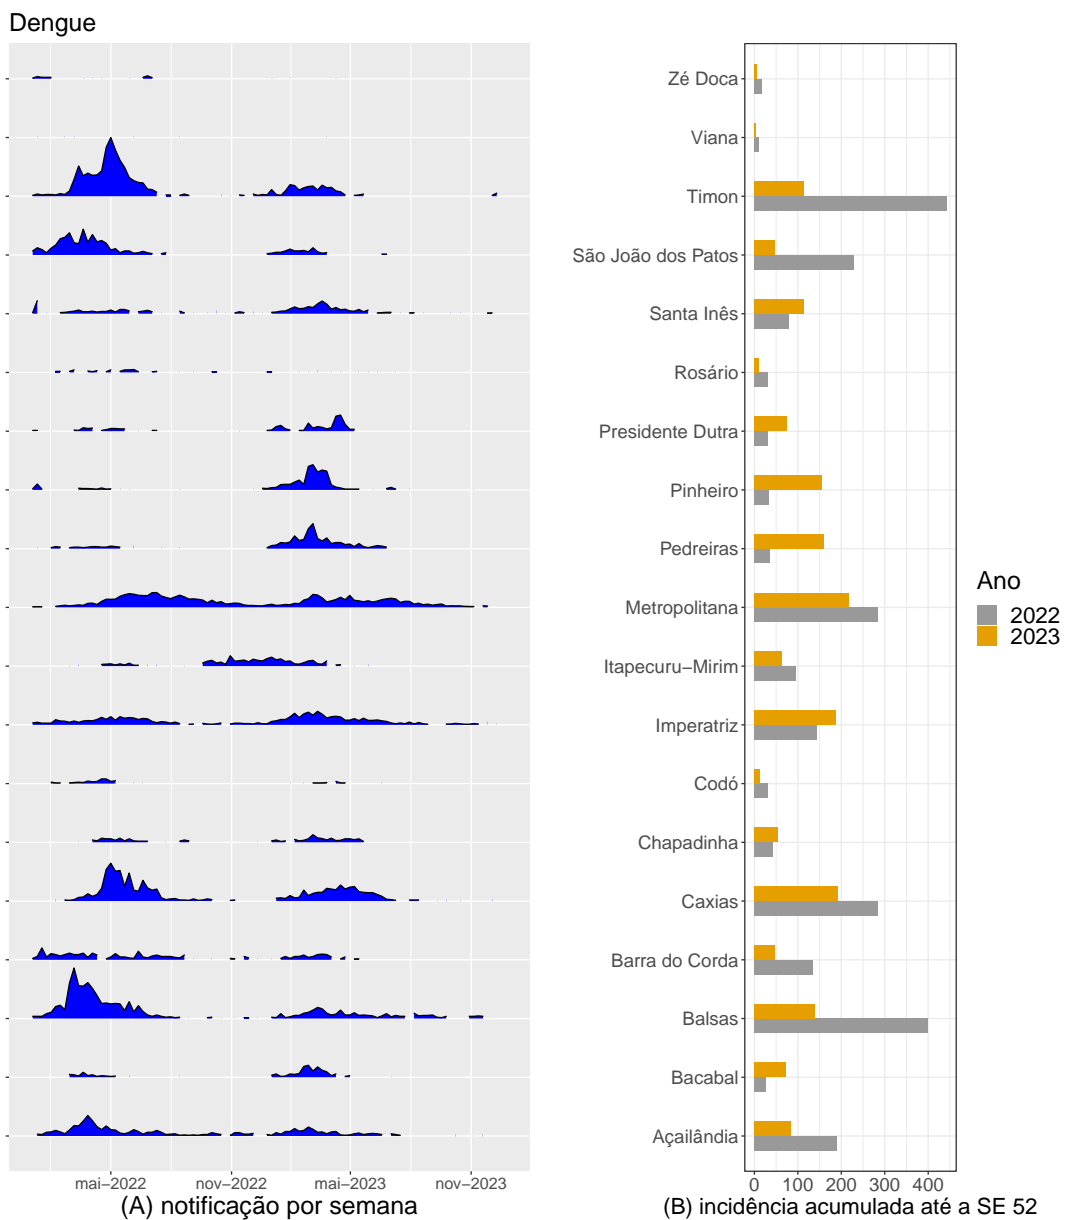 Dengue
Zé Doca
Viana
Timon
São João dos Patos
Santa Inês
Rosário
Presidente Dutra
Pinheiro
Pedreiras
Metropolitana
Itapecuru−Mirim
Imperatriz
Codó
Chapadinha
Caxias
Barra do Corda
Balsas
Bacabal
Açailândia
mai−2022 nov−2022 mai−2023 nov−2023
(A) notificação por semana
0 100 200 300 400
(B) incidência acumulada até a SE 52
Ano
2022
2023